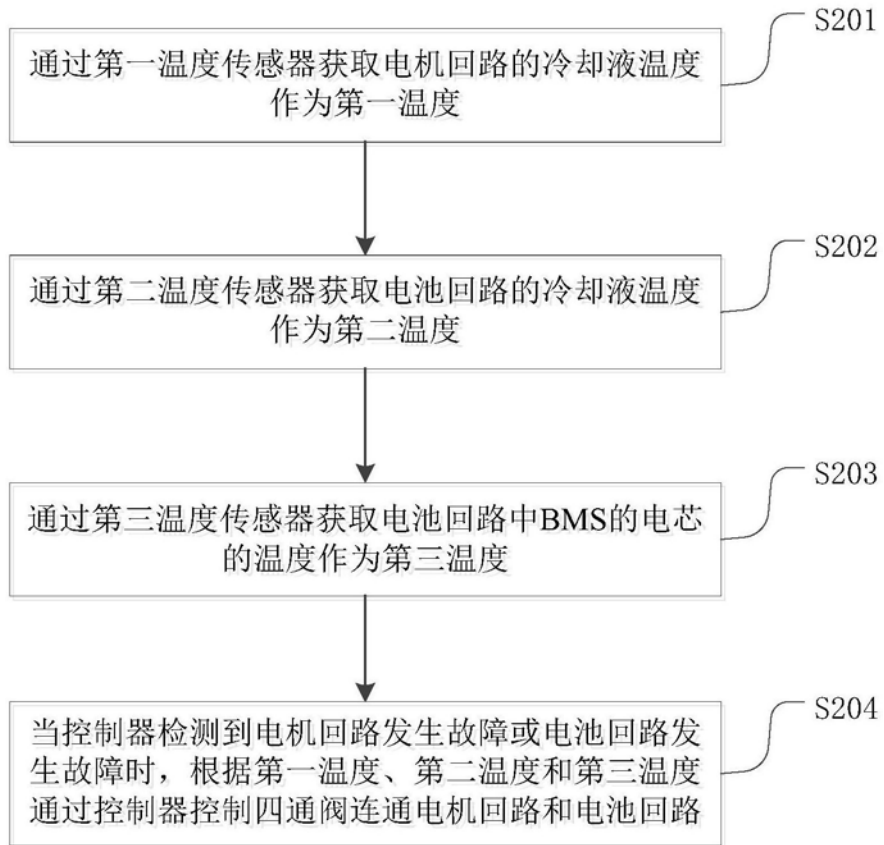 S201
通过第一温度传感器获取电机回路的冷却液温度
作为第一温度
S202
通过第二温度传感器获取电池回路的冷却液温度
作为第二温度
S203
通过第三温度传感器获取电池回路中BMS的电芯
的温度作为第三温度
S204
当控制器检测到电机回路发生故障或电池回路发
生故障时，根据第一温度、第二温度和第三温度
通过控制器控制四通阀连通电机回路和电池回路